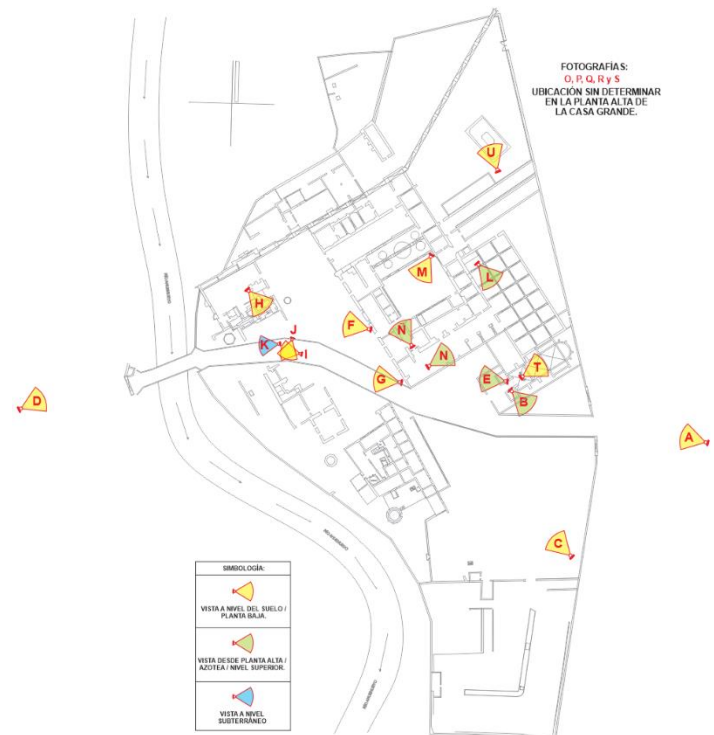 FOTOGRAFÍAS:
O, P, Q, R y S
UBICACIÓN SIN DETERMINAR
EN LA PLANTA ALTA DE
LA CASA GRANDE.
U
M
L
H
F
Ñ
J
K
I
N
G
E
T
B
D
A
C
SIMBOLOGÍA:
VISTA A NIVEL DEL SUELO /
PLANTA BAJA.
VISTA DESDE PLANTA ALTA /
AZOTEA / NIVEL SUPERIOR.
VISTA A NIVEL
SUBTERRÁNEO